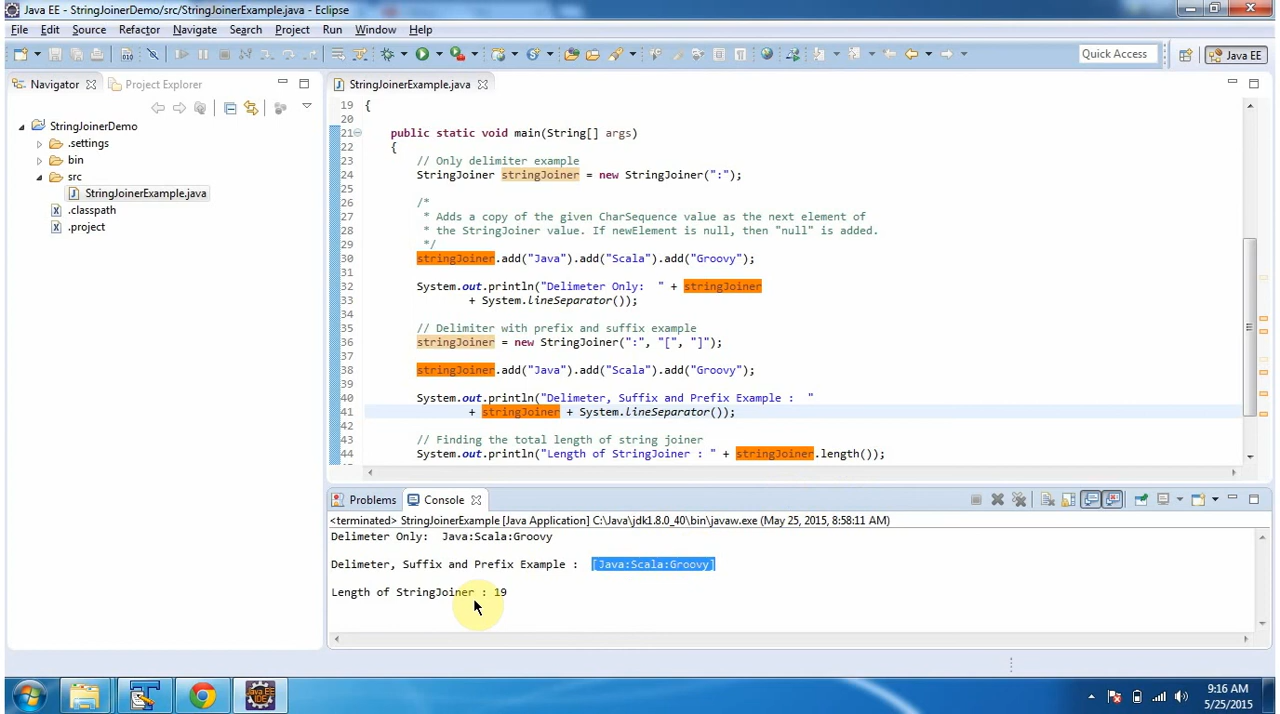 Java EE - StringJoinerDemo/src/StringJoinerExample.java - Eclipse
File Edit Source Refactor Navigate Search Project Run Window Help
Quick Access
Java EE
Navigator
Project Explorer
StringJoinerDemo
.settings
bin
src
StringJoinerExample.java
.classpath
.project
StringJoinerExample.java
19 {
20
21 public static void main(String[] args)
22 {
23 // Only delimiter example
24 StringJoiner stringJoiner = new StringJoiner(":");
25
26 /*
27 * Adds a copy of the given CharSequence value as the next element of
28 * the StringJoiner value. If newElement is null, then "null" is added.
29 */
30 stringJoiner.add("Java").add("Scala").add("Groovy");
31
32 System.out.println("Delimeter Only:  " + stringJoiner
33 + System.lineSeparator());
34
35 // Delimiter with prefix and suffix example
36 stringJoiner = new StringJoiner(":", "[", "]");
37
38 stringJoiner.add("Java").add("Scala").add("Groovy");
39
40 System.out.println("Delimeter, Suffix and Prefix Example :  "
41 + stringJoiner + System.lineSeparator());
42
43 // Finding the total length of string joiner
44 System.out.println("Length of StringJoiner : " + stringJoiner.length());
Problems
Console
<terminated> StringJoinerExample [Java Application] C:\Java\jdk1.8.0_40\bin\javaw.exe (May 25, 2015, 8:58:11 AM)
Delimeter Only:  Java:Scala:Groovy
Delimeter, Suffix and Prefix Example :  [Java:Scala:Groovy]
Length of StringJoiner : 19
9:16 AM
5/25/2015